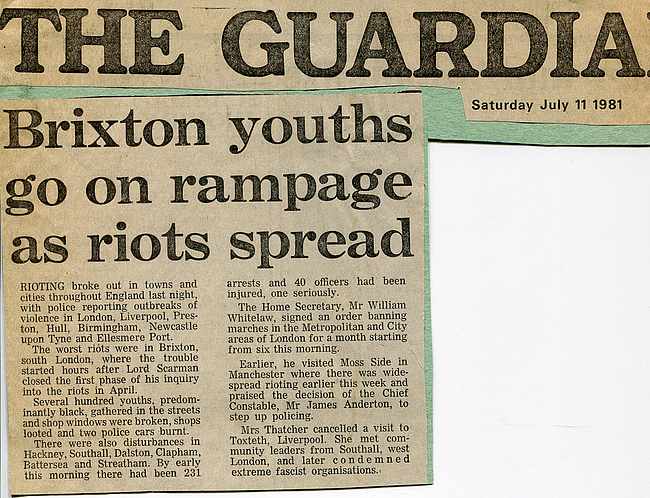 THE GUARDIA
Saturday July 11 1981
Brixton youths
go on rampage
as riots spread
RIOTING broke out in towns and
cities throughout England last night,
with police reporting outbreaks of
violence in London, Liverpool, Pres-
ton, Hull, Birmingham, Newcastle
upon Tyne and Ellesmere Port.
The worst riots were in Brixton,
south London, where the trouble
started hours after Lord Scarman
closed the first phase of his inquiry
into the riots in April.
Several hundred youths, predom-
inantly black, gathered in the streets
and shop windows were broken, shops
looted and two police cars burnt.
There were also disturbances in
Hackney, Southall, Dalston, Clapham,
Battersea and Streatham. By early
this morning there had been 231
arrests and 40 officers had been
injured, one seriously.
The Home Secretary, Mr William
Whitelaw, signed an order banning
marches in the Metropolitan and City
areas of London for a month starting
from six this morning.
Earlier, he visited Moss Side in
Manchester where there was wide-
spread rioting earlier this week and
praised the decision of the Chief
Constable, Mr James Anderton, to
step up policing.
Mrs Thatcher cancelled a visit to
Toxteth, Liverpool. She met com-
munity leaders from Southall, west
London, and later condemned
extreme fascist organisations.